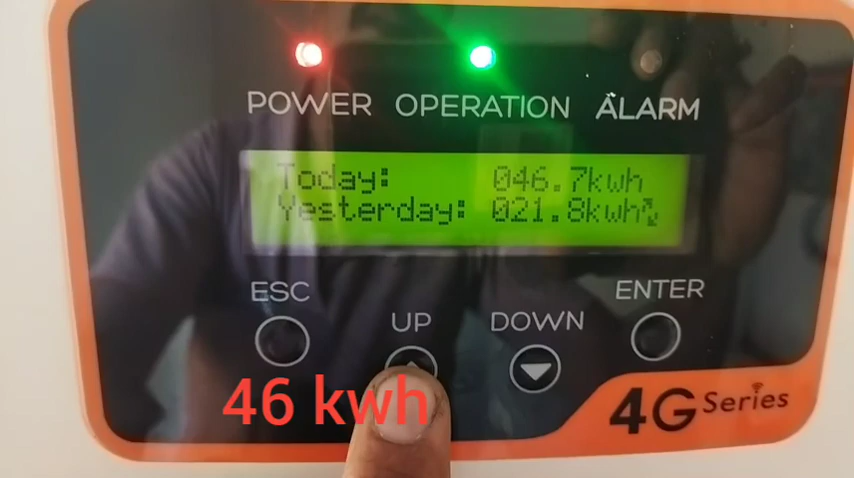 POWER OPERATION ALARM
Today: 046.7kwh
Yesterday: 021.8kwh
ESC ENTER
UP DOWN
46 kwh
4G Series